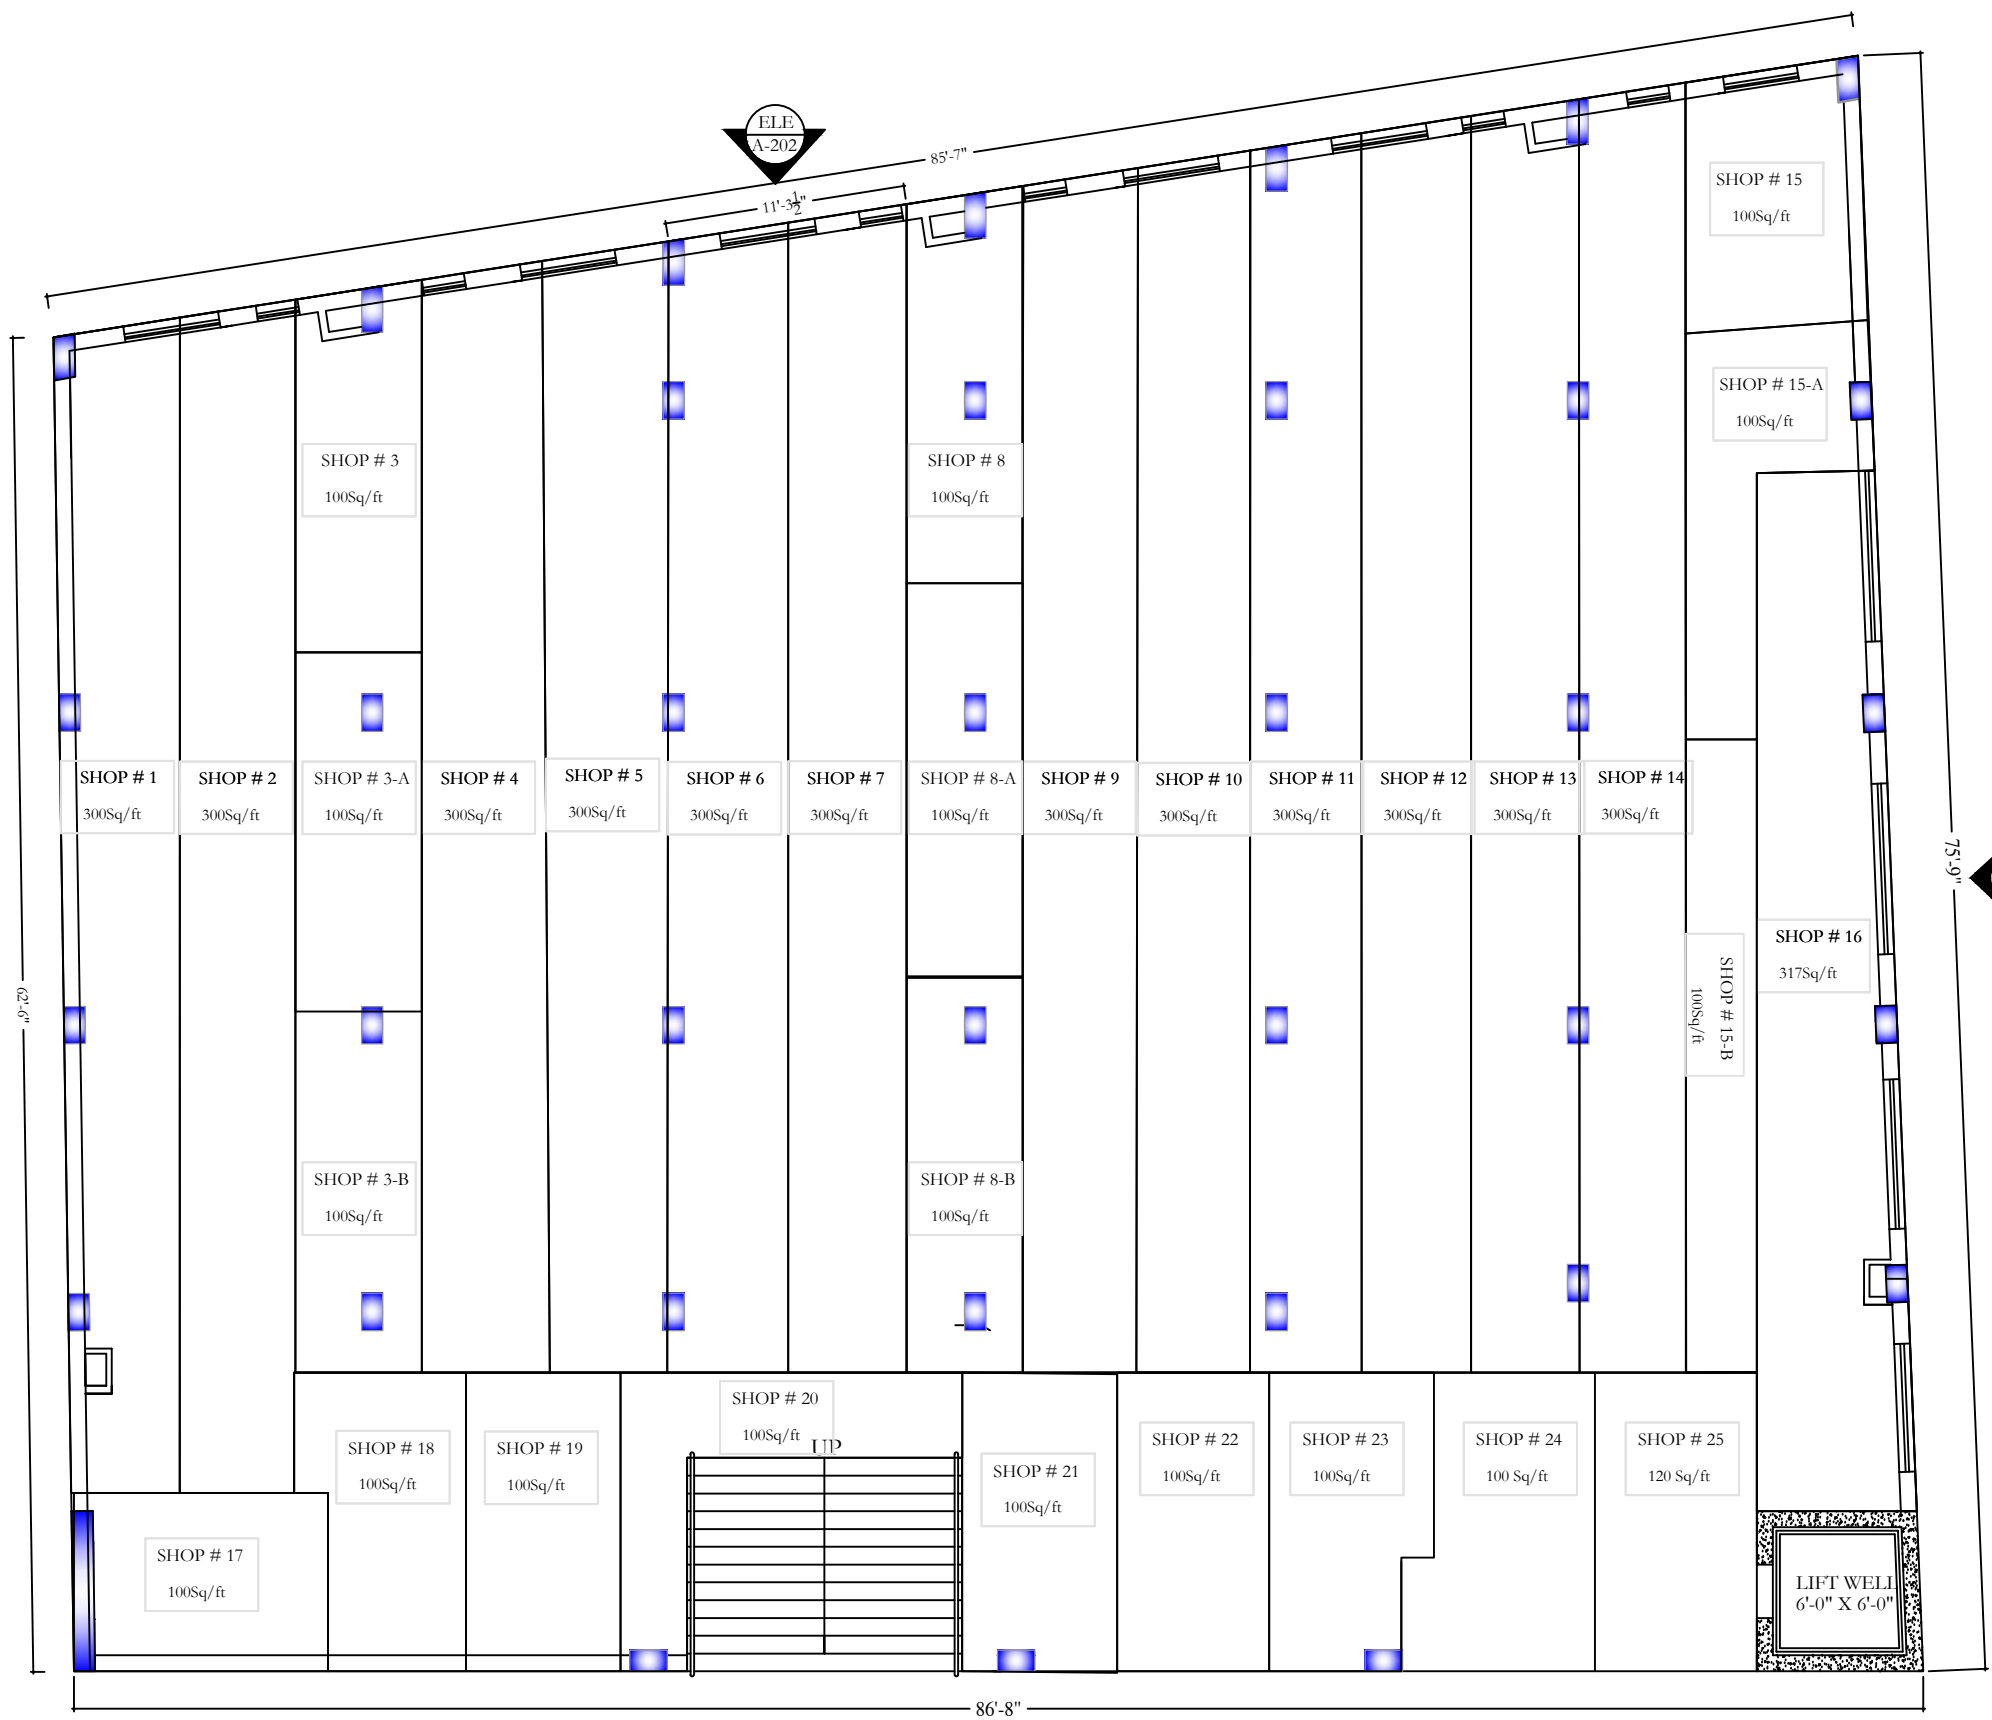 ELE
A-202
85'-7"
11'-3 1/2"
SHOP # 15
100Sq/ft
SHOP # 15-A
100Sq/ft
SHOP # 3
100Sq/ft
SHOP # 8
100Sq/ft
SHOP # 1
300Sq/ft
SHOP # 2
300Sq/ft
SHOP # 3-A
100Sq/ft
SHOP # 4
300Sq/ft
SHOP # 5
300Sq/ft
SHOP # 6
300Sq/ft
SHOP # 7
300Sq/ft
SHOP # 8-A
100Sq/ft
SHOP # 9
300Sq/ft
SHOP # 10
300Sq/ft
SHOP # 11
300Sq/ft
SHOP # 12
300Sq/ft
SHOP # 13
300Sq/ft
SHOP # 14
300Sq/ft
75'-9"
SHOP # 16
317Sq/ft
SHOP # 15-B
100Sq/ft
62'-6"
SHOP # 3-B
100Sq/ft
SHOP # 8-B
100Sq/ft
SHOP # 18
100Sq/ft
SHOP # 19
100Sq/ft
SHOP # 20
100Sq/ft
UP
SHOP # 21
100Sq/ft
SHOP # 22
100Sq/ft
SHOP # 23
100Sq/ft
SHOP # 24
100 Sq/ft
SHOP # 25
120 Sq/ft
SHOP # 17
100Sq/ft
LIFT WELL
6'-0" X 6'-0"
86'-8"